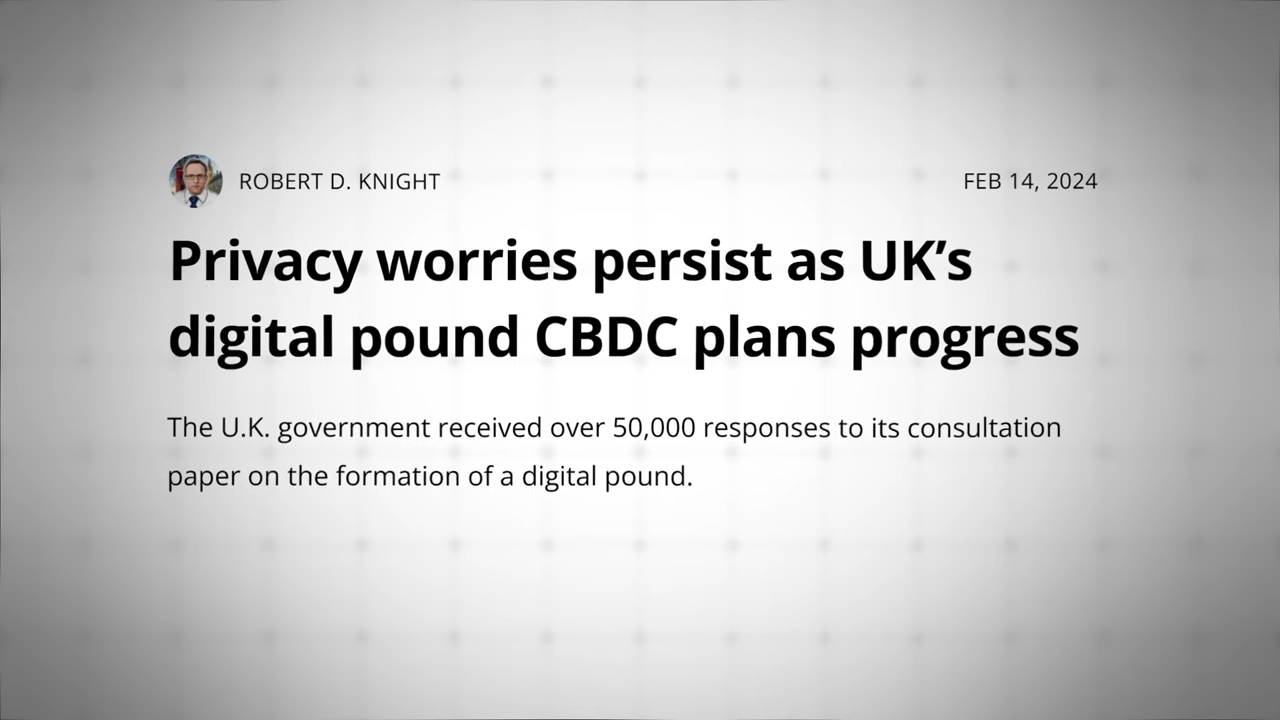 ROBERT D. KNIGHT
FEB 14, 2024
Privacy worries persist as UK’s
digital pound CBDC plans progress
The U.K. government received over 50,000 responses to its consultation
paper on the formation of a digital pound.